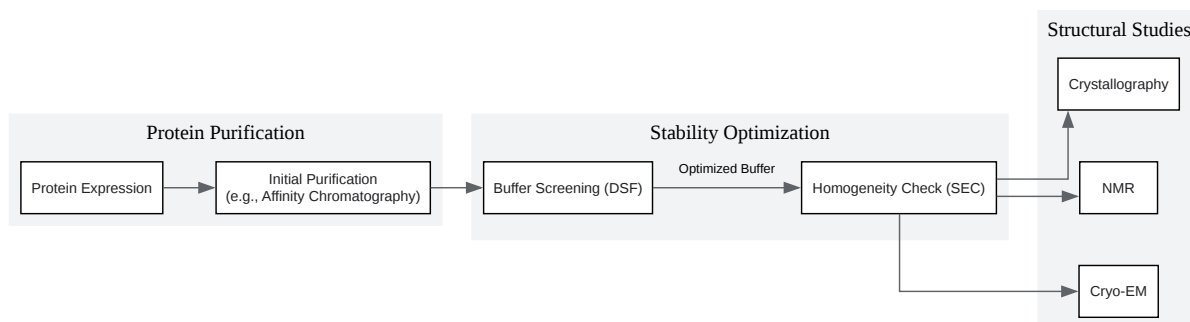 Structural Studies
Crystallography
Protein Purification
Stability Optimization
Protein Expression
Initial Purification
(e.g., Affinity Chromatography)
Buffer Screening (DSF)
Optimized Buffer
Homogeneity Check (SEC)
NMR
Cryo-EM